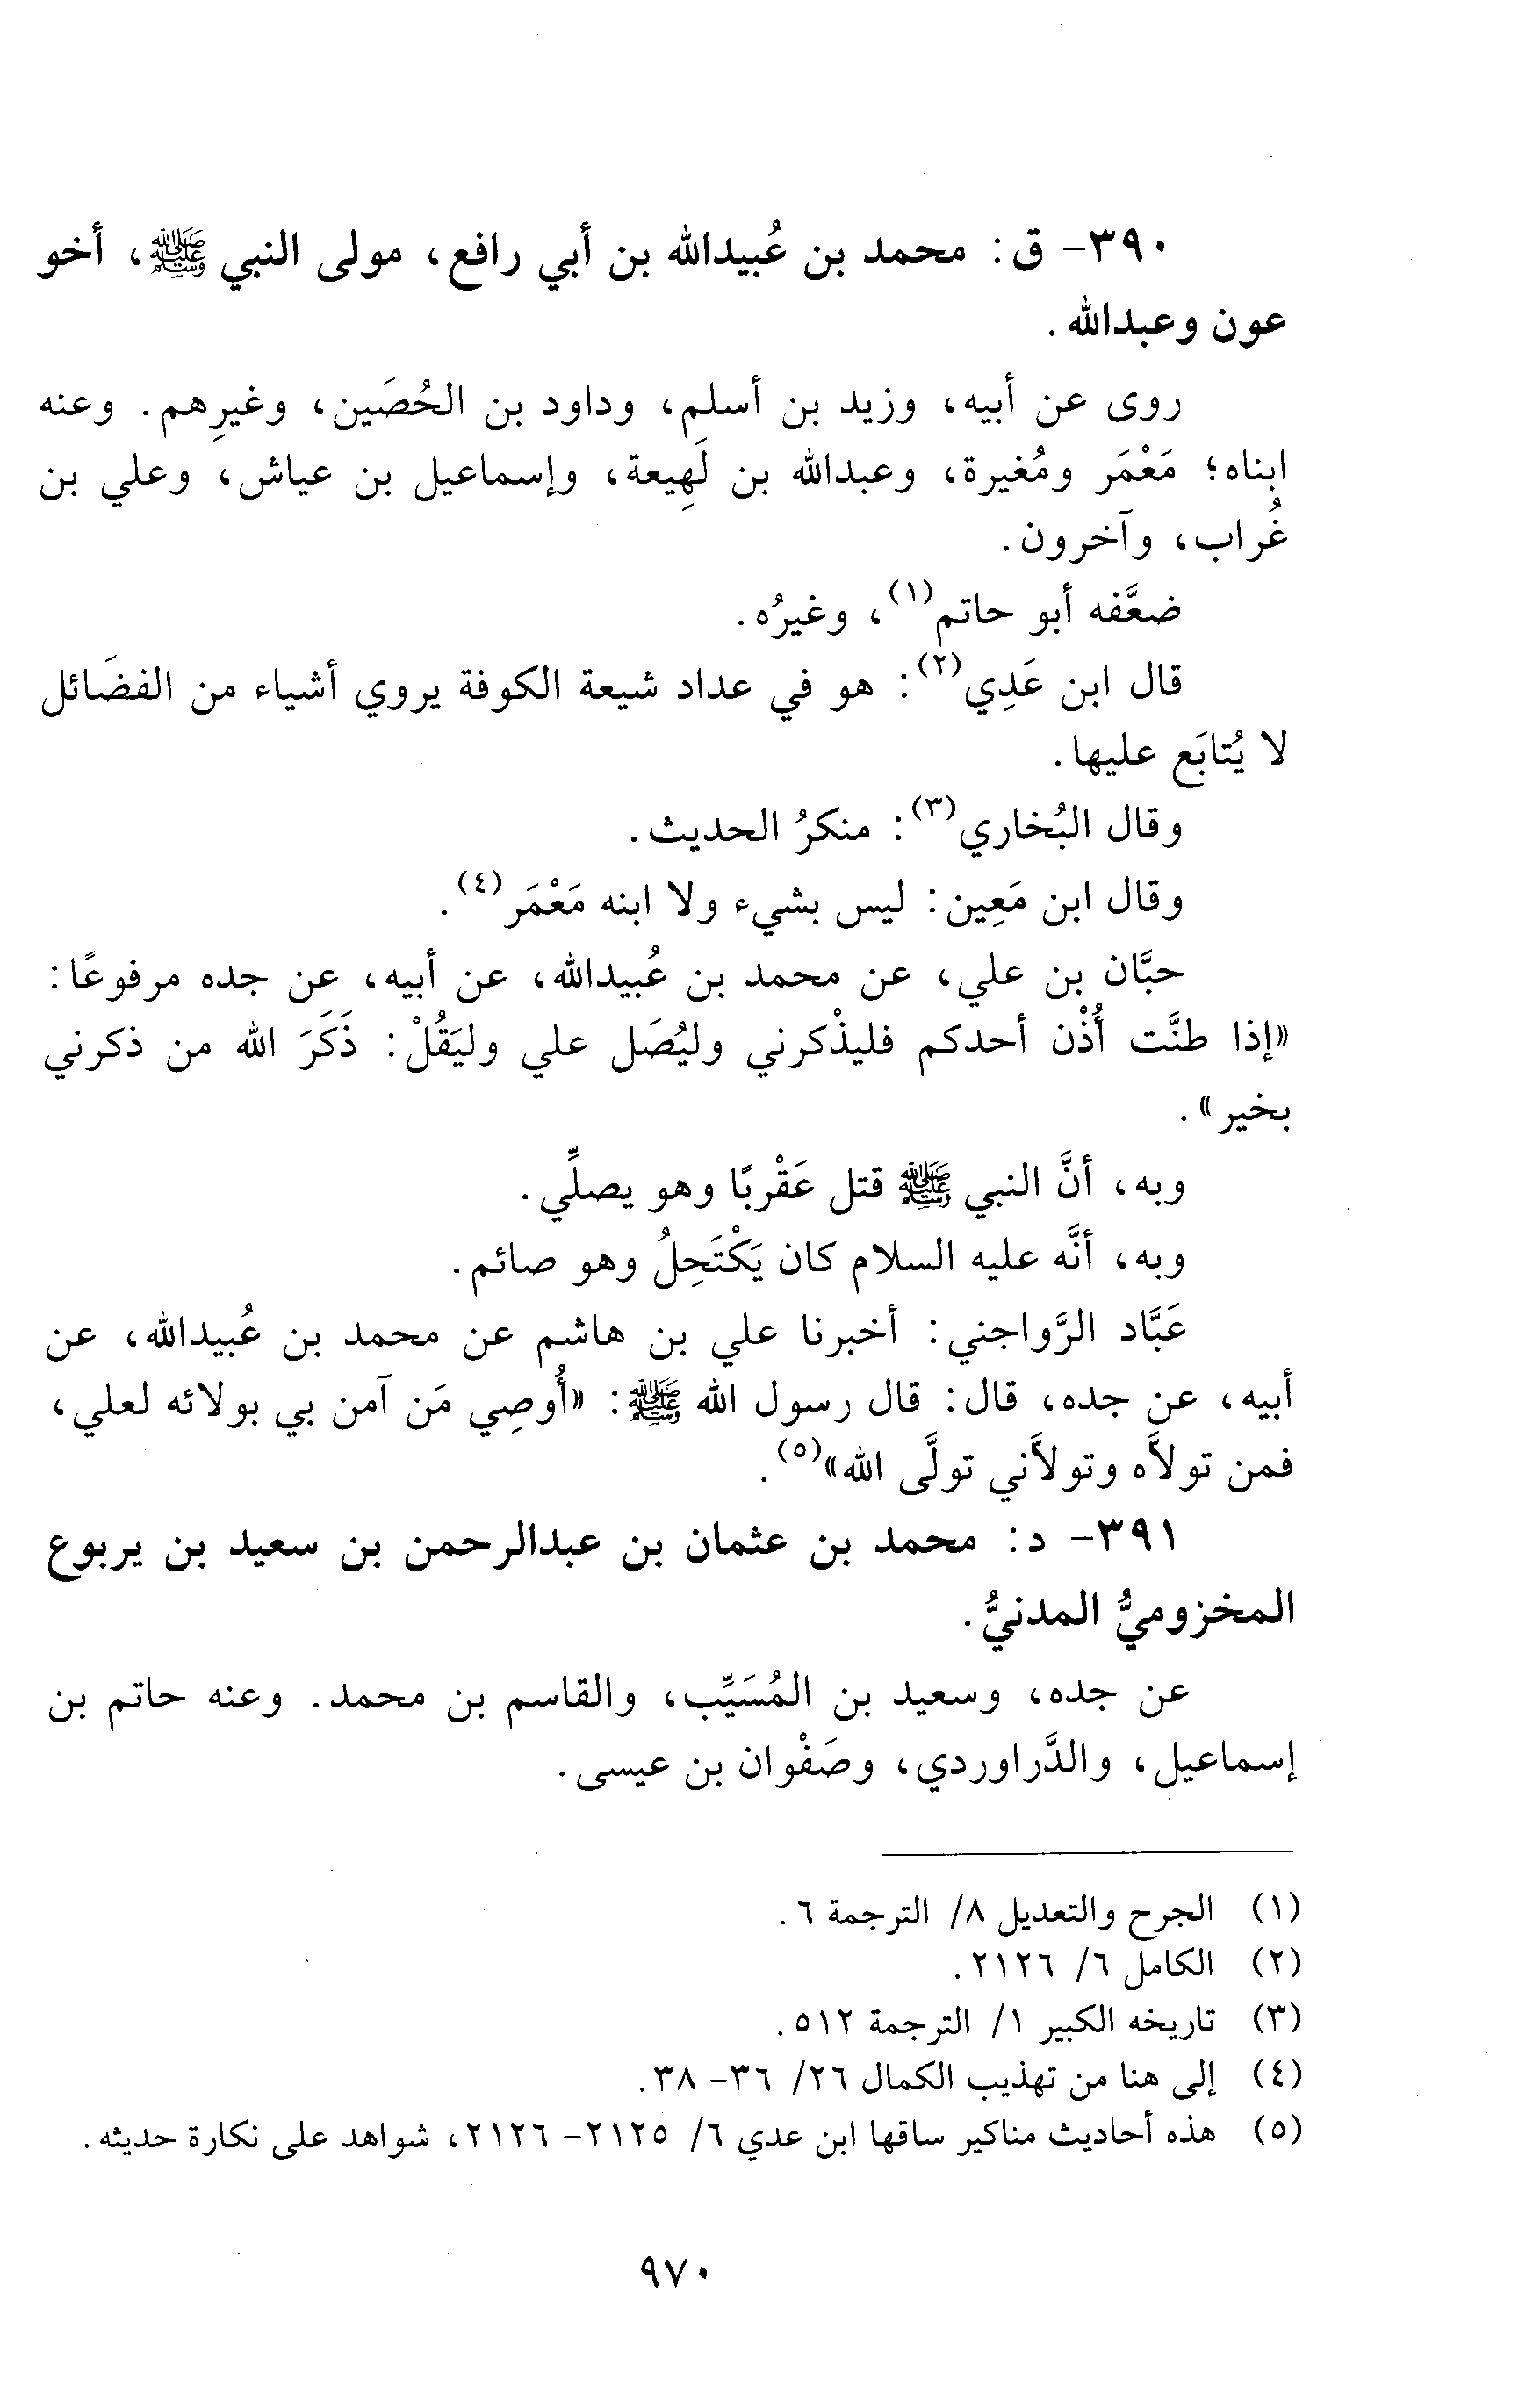 ٣٩٠- ق: محمد بن عُبيدالله بن أبي رافع، مولى النبي ﷺ، أخو
عون وعبدالله.
روى عن أبيه، وزيد بن أسلم، وداود بن الحُصَين، وغيرِهم. وعنه
ابناه؛ مَعْمَر ومُغيرة، وعبدالله بن لَهِيعة، وإسماعيل بن عياش، وعلي بن
غُراب، وآخرون.
ضعَّفه أبو حاتم(١)، وغيرُه.
قال ابن عَدِي(٢): هو في عداد شيعة الكوفة يروي أشياء من الفضَائل
لا يُتابَع عليها.
وقال البُخاري(٣): منكرُ الحديث.
وقال ابن مَعِين: ليس بشيء ولا ابنه مَعْمَر(٤).
حبَّان بن علي، عن محمد بن عُبيدالله، عن أبيه، عن جده مرفوعًا:
«إذا طنَّت أُذْن أحدكم فليذْكرني وليُصَل علي وليَقُلْ: ذَكَرَ الله من ذكرني
بخير».
وبه، أنَّ النبي ﷺ قتل عَقْربًا وهو يصلِّي.
وبه، أنَّه عليه السلام كان يَكْتَحِلُ وهو صائم.
عَبَّاد الرَّواجني: أخبرنا علي بن هاشم عن محمد بن عُبيدالله، عن
أبيه، عن جده، قال: قال رسول الله ﷺ: «أُوصِي مَن آمن بي بولائه لعلي،
فمن تولاَّه وتولاَّني تولَّى الله»(٥).
٣٩١- د: محمد بن عثمان بن عبدالرحمن بن سعيد بن يربوع
المخزوميُّ المدنيُّ.
عن جده، وسعيد بن المُسَيِّب، والقاسم بن محمد. وعنه حاتم بن
إسماعيل، والدَّراوردي، وصَفْوان بن عيسى.
(١) الجرح والتعديل ٨/ الترجمة ٦.
(٢) الكامل ٦/ ٢١٢٦.
(٣) تاريخه الكبير ١/ الترجمة ٥١٢.
(٤) إلى هنا من تهذيب الكمال ٢٦/ ٣٦- ٣٨.
(٥) هذه أحاديث مناكير ساقها ابن عدي ٦/ ٢١٢٥- ٢١٢٦، شواهد على نكارة حديثه.
٩٧٠